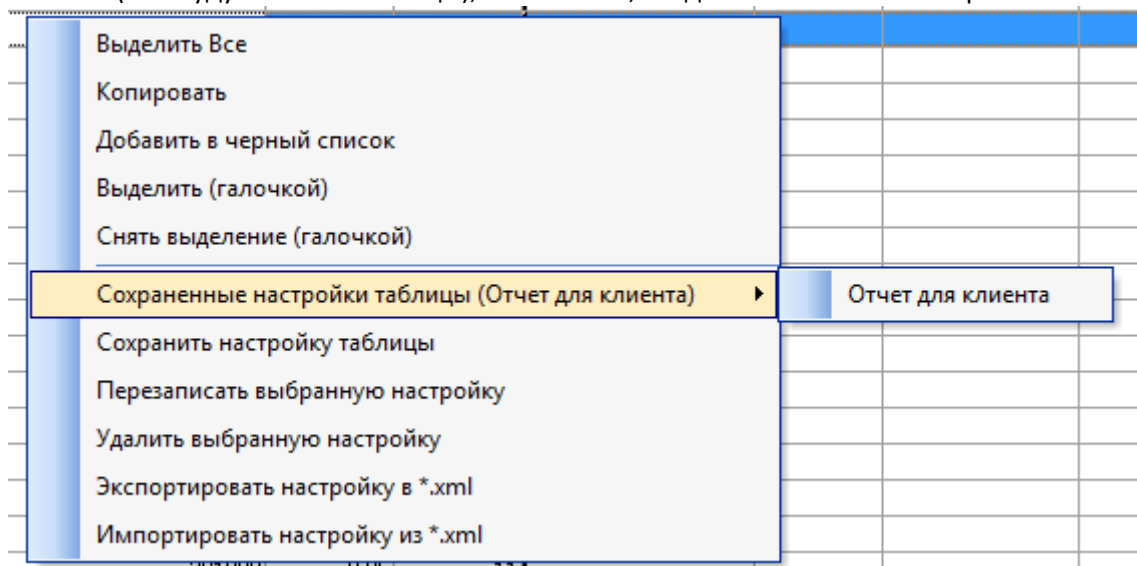 Выделить Все
Копировать
Добавить в черный список
Выделить (галочкой)
Снять выделение (галочкой)
Сохраненные настройки таблицы (Отчет для клиента)
Отчет для клиента
Сохранить настройку таблицы
Перезаписать выбранную настройку
Удалить выбранную настройку
Экспортировать настройку в *.xml
Импортировать настройку из *.xml